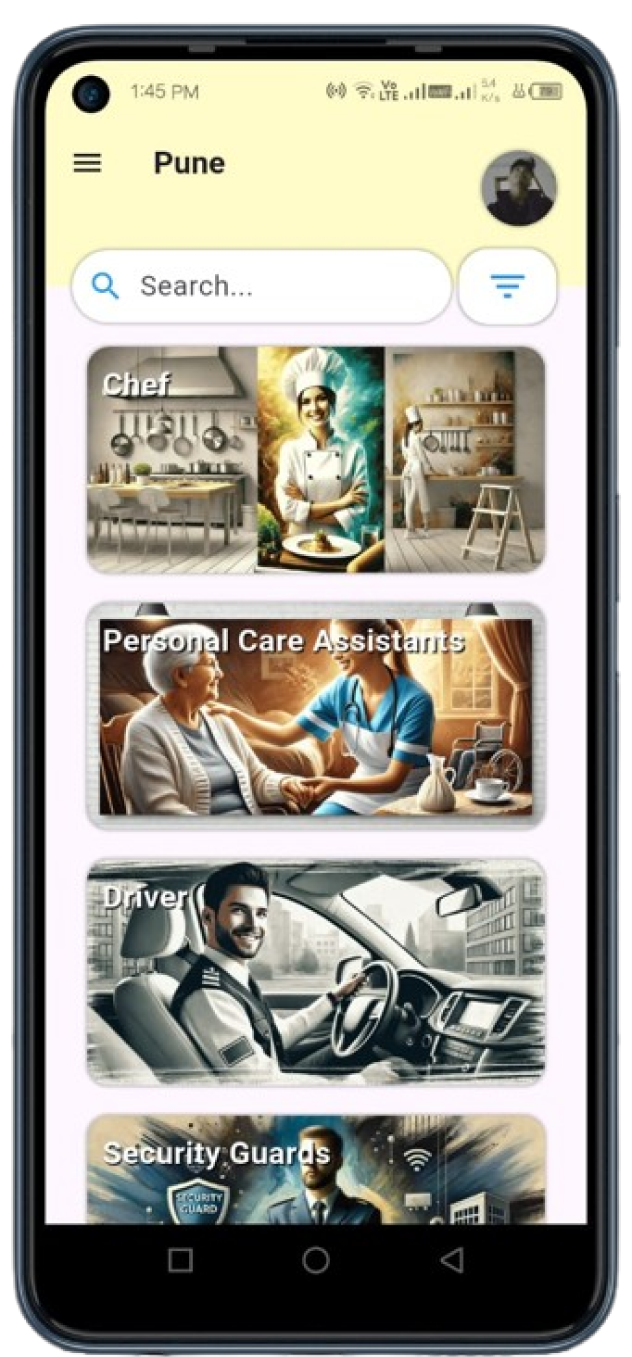 1:45 PM
Vo
LTE
5.4
K/s
Pune
Search...
Chef
Personal Care Assistants
Driver
Security Guards
SECURITY
GUARD